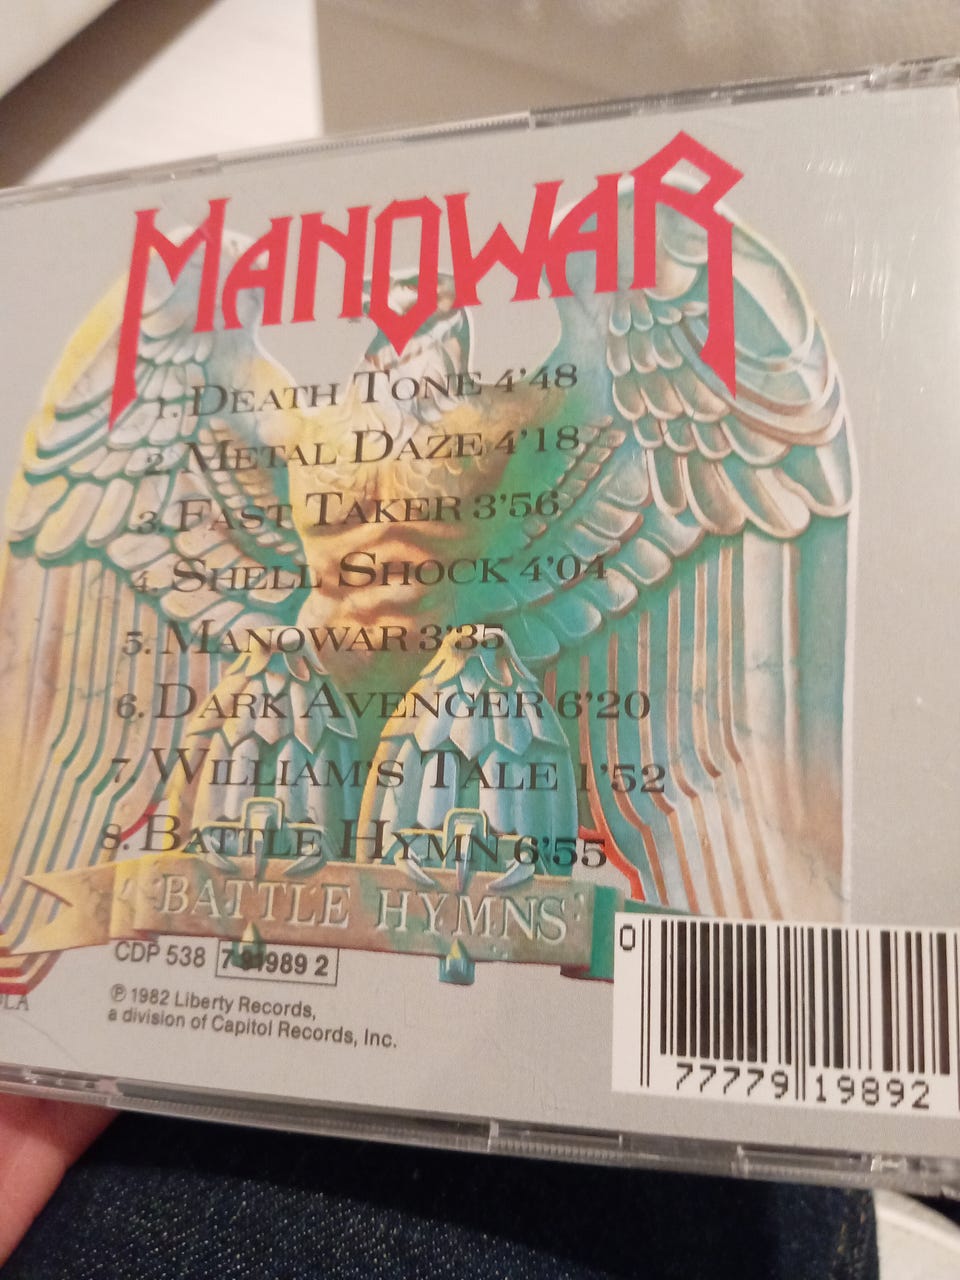 MANOWAR
1. DEATH TONE 4'48
2. METAL DAZE 4'18
3. FAST TAKER 3'56
4. SHELL SHOCK 4'04
5. MANOWAR 3'35
6. DARK AVENGER 6'20
7. WILLIAM'S TALE 1'52
8. BATTLE HYMN 6'55
BATTLE HYMNS
CDP 538 7 91989 2
℗ 1982 Liberty Records,
a division of Capitol Records, Inc.
0 77779 19892